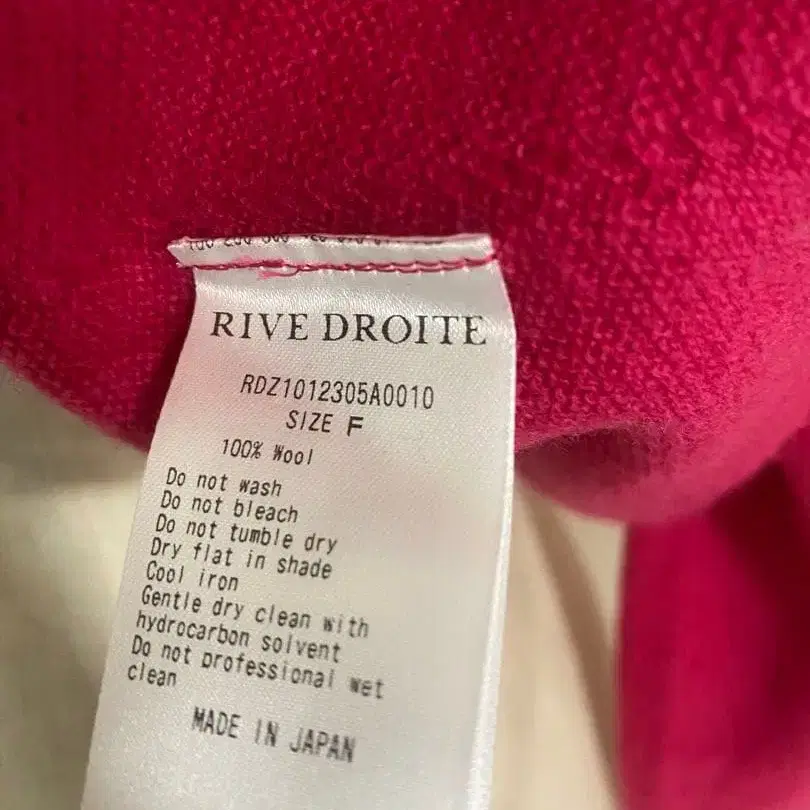 RIVE DROITE
RDZ1012305A0010
SIZE F
100% Wool
Do not wash
Do not bleach
Do not tumble dry
Dry flat in shade
Cool iron
Gentle dry clean with
hydrocarbon solvent
Do not professional wet
clean
MADE IN JAPAN